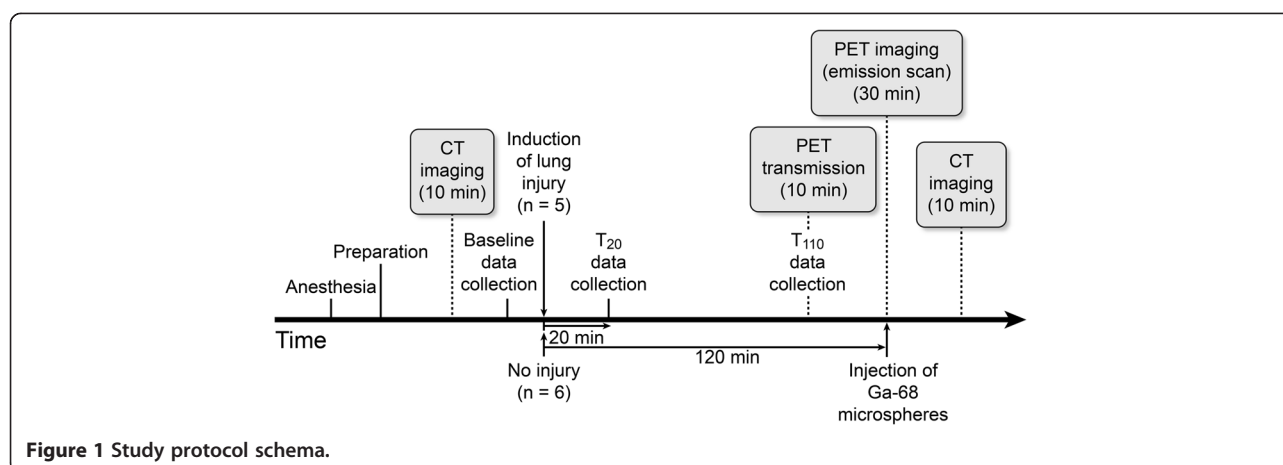 PET imaging
(emission scan)
(30 min)
CT
imaging
(10 min)
Induction
of lung
injury
(n = 5)
PET
transmission
(10 min)
CT
imaging
(10 min)
Anesthesia
Preparation
Baseline
data
collection
T20
data
collection
T110
data
collection
Time
20 min
120 min
No injury
(n = 6)
Injection of
Ga-68
microspheres
Figure 1 Study protocol schema.